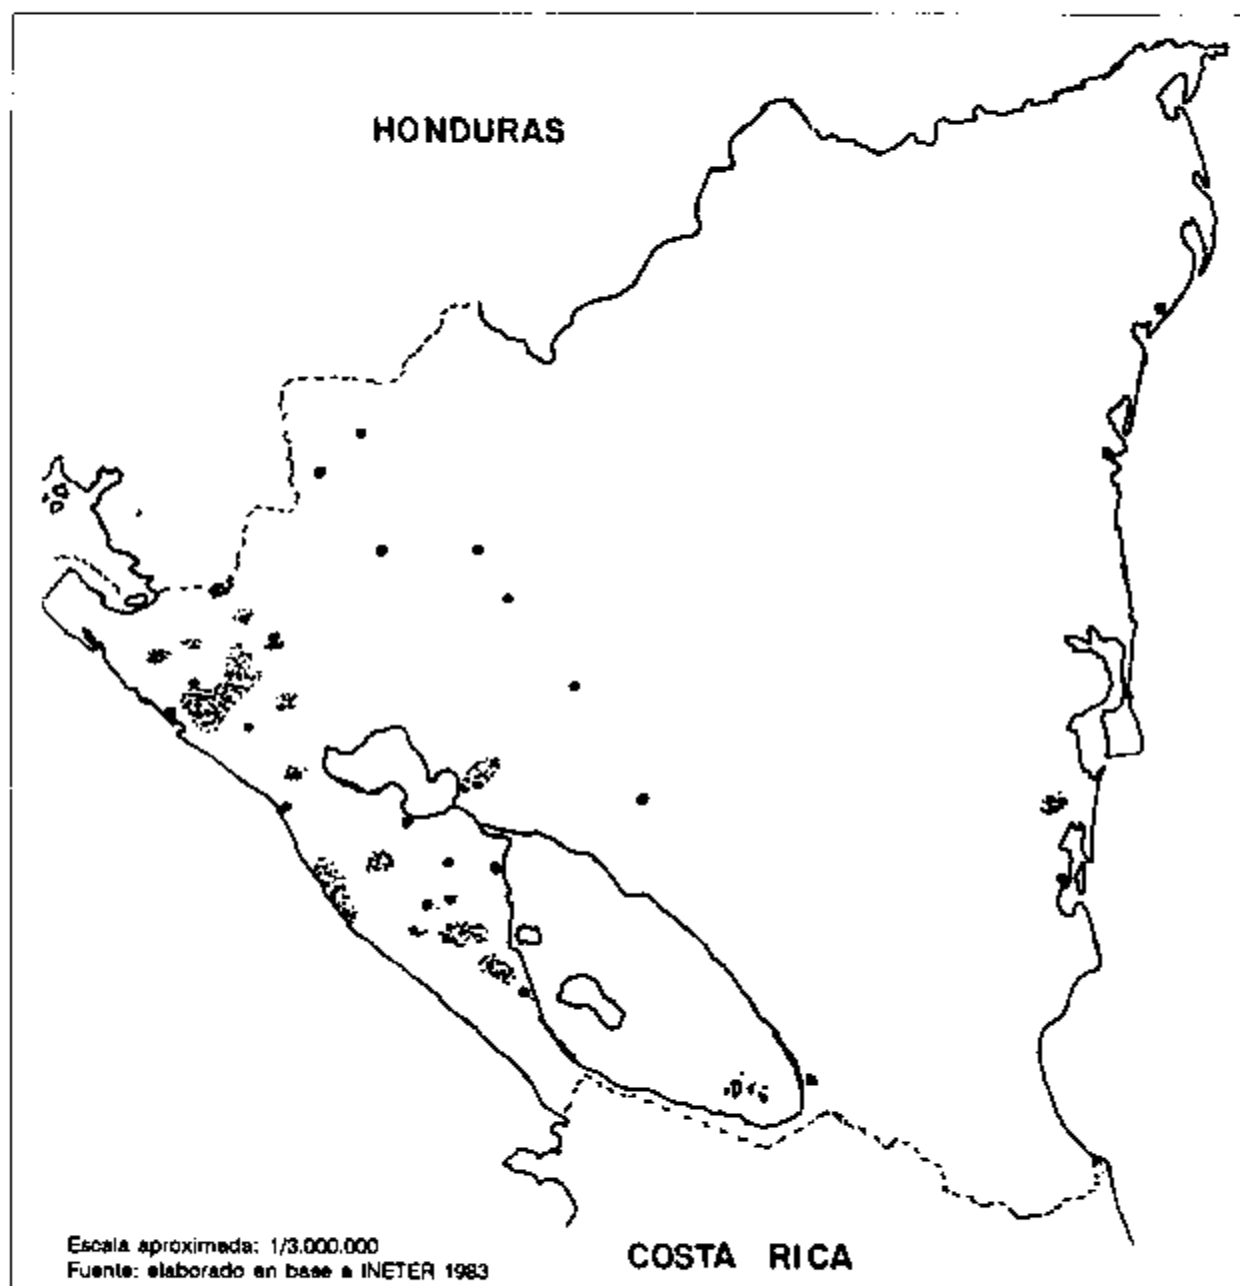 HONDURAS
Escala aproximada: 1/3.000.000
Fuente: elaborado en base a INETER 1983
COSTA RICA